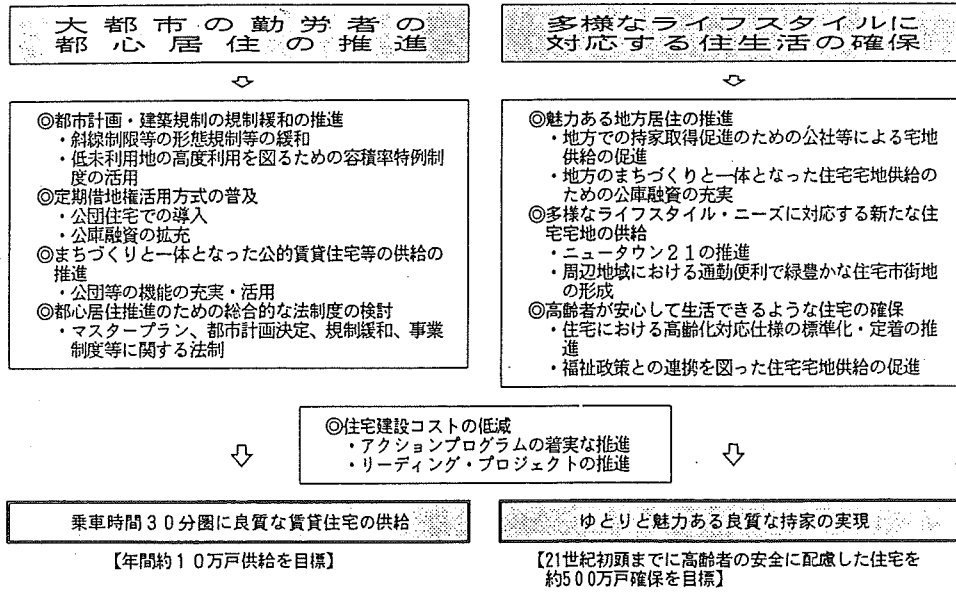 大都市の勤労者の
都心居住の推進
◎都市計画・建築規制の規制緩和の推進
・斜線制限等の形態規制等の緩和
・低未利用地の高度利用を図るための容積率特例制
度の活用
◎定期借地権活用方式の普及
・公団住宅での導入
・公庫融資の拡充
◎まちづくりと一体となった公的賃貸住宅等の供給の
推進
・公団等の機能の充実・活用
◎都心居住推進のための総合的な法制度の検討
・マスタープラン、都市計画決定、規制緩和、事業
制度等に関する法制
多様なライフスタイルに
対応する住生活の確保
◎魅力ある地方居住の推進
・地方での持家取得促進のための公社等による宅地
供給の促進
・地方のまちづくりと一体となった住宅宅地供給の
ための公庫融資の充実
◎多様なライフスタイル・ニーズに対応する新たな住
宅宅地の供給
・ニュータウン２１の推進
・周辺地域における通勤便利で緑豊かな住宅市街地
の形成
◎高齢者が安心して生活できるような住宅の確保
・住宅における高齢化対応仕様の標準化・定着の推
進
・福祉政策との連携を図った住宅宅地供給の促進
◎住宅建設コストの低減
・アクションプログラムの着実な推進
・リーディング・プロジェクトの推進
乗車時間３０分圏に良質な賃貸住宅の供給
【年間約１０万戸供給を目標】
ゆとりと魅力ある良質な持家の実現
【21世紀初頭までに高齢者の安全に配慮した住宅を
約500万戸確保を目標】